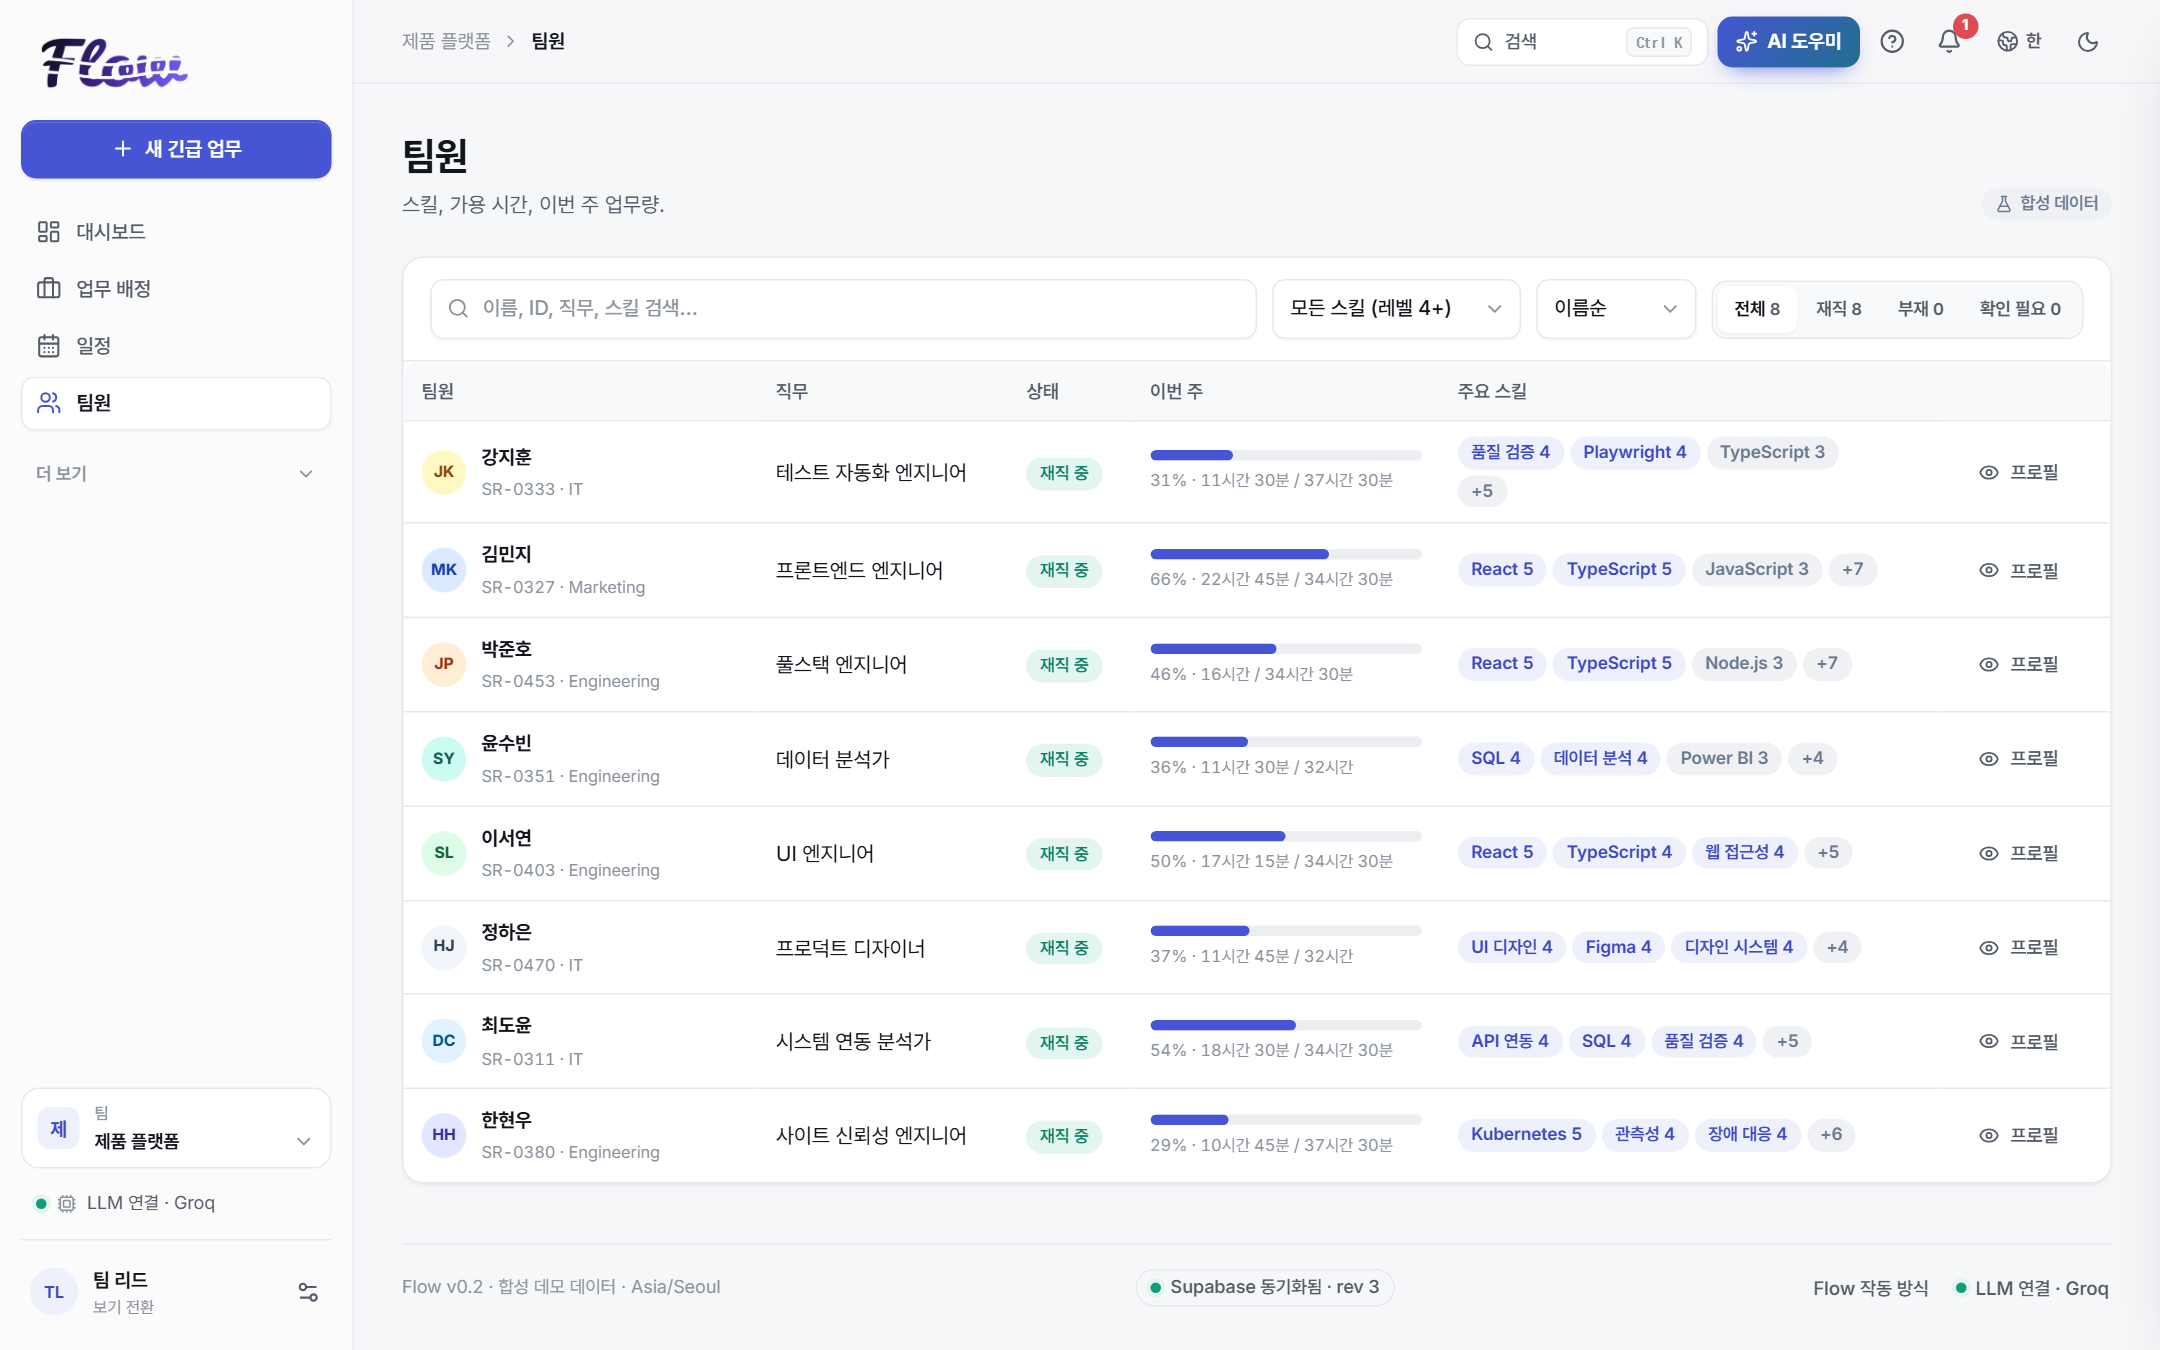 Flow
새 긴급 업무
대시보드
업무 배정
일정
팀원
더 보기
제
팀
제품 플랫폼
LLM 연결 · Groq
TL
팀 리드
보기 전환
제품 플랫폼 > 팀원
검색 Ctrl K
AI 도우미
1
한
팀원
스킬, 가용 시간, 이번 주 업무량.
합성 데이터
이름, ID, 직무, 스킬 검색...
모든 스킬 (레벨 4+)
이름순
전체 8 재직 8 부재 0 확인 필요 0
팀원 직무 상태 이번 주 주요 스킬
JK 강지훈
SR-0333 · IT
테스트 자동화 엔지니어
재직 중
31% · 11시간 30분 / 37시간 30분
품질 검증 4 Playwright 4 TypeScript 3
+5
프로필
MK 김민지
SR-0327 · Marketing
프론트엔드 엔지니어
재직 중
66% · 22시간 45분 / 34시간 30분
React 5 TypeScript 5 JavaScript 3 +7
프로필
JP 박준호
SR-0453 · Engineering
풀스택 엔지니어
재직 중
46% · 16시간 / 34시간 30분
React 5 TypeScript 5 Node.js 3 +7
프로필
SY 윤수빈
SR-0351 · Engineering
데이터 분석가
재직 중
36% · 11시간 30분 / 32시간
SQL 4 데이터 분석 4 Power BI 3 +4
프로필
SL 이서연
SR-0403 · Engineering
UI 엔지니어
재직 중
50% · 17시간 15분 / 34시간 30분
React 5 TypeScript 4 웹 접근성 4 +5
프로필
HJ 정하은
SR-0470 · IT
프로덕트 디자이너
재직 중
37% · 11시간 45분 / 32시간
UI 디자인 4 Figma 4 디자인 시스템 4 +4
프로필
DC 최도윤
SR-0311 · IT
시스템 연동 분석가
재직 중
54% · 18시간 30분 / 34시간 30분
API 연동 4 SQL 4 품질 검증 4 +5
프로필
HH 한현우
SR-0380 · Engineering
사이트 신뢰성 엔지니어
재직 중
29% · 10시간 45분 / 37시간 30분
Kubernetes 5 관측성 4 장애 대응 4 +6
프로필
Flow v0.2 · 합성 데모 데이터 · Asia/Seoul
Supabase 동기화됨 · rev 3
Flow 작동 방식
LLM 연결 · Groq